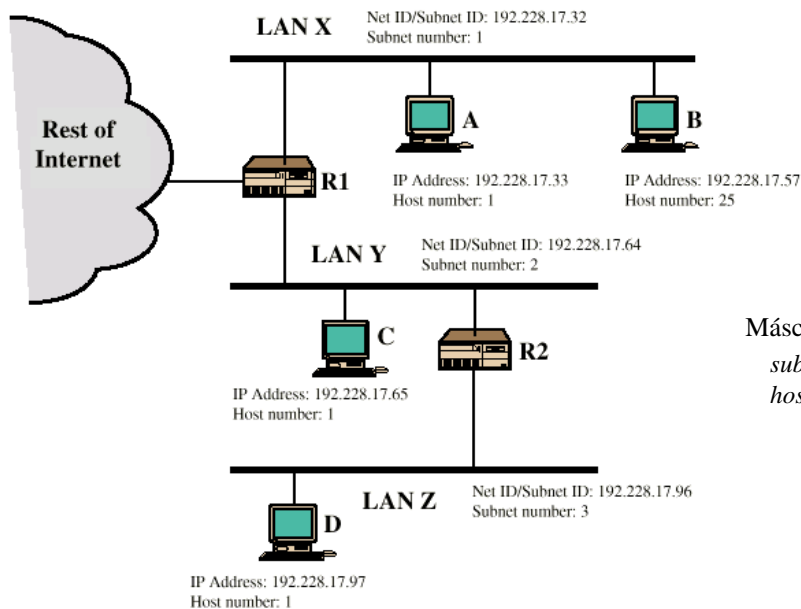 LAN X
Net ID/Subnet ID: 192.228.17.32
Subnet number: 1
Rest of
Internet
A
B
R1
IP Address: 192.228.17.33
Host number: 1
IP Address: 192.228.17.57
Host number: 25
LAN Y
Net ID/Subnet ID: 192.228.17.64
Subnet number: 2
C
R2
IP Address: 192.228.17.65
Host number: 1
LAN Z
Net ID/Subnet ID: 192.228.17.96
Subnet number: 3
D
IP Address: 192.228.17.97
Host number: 1